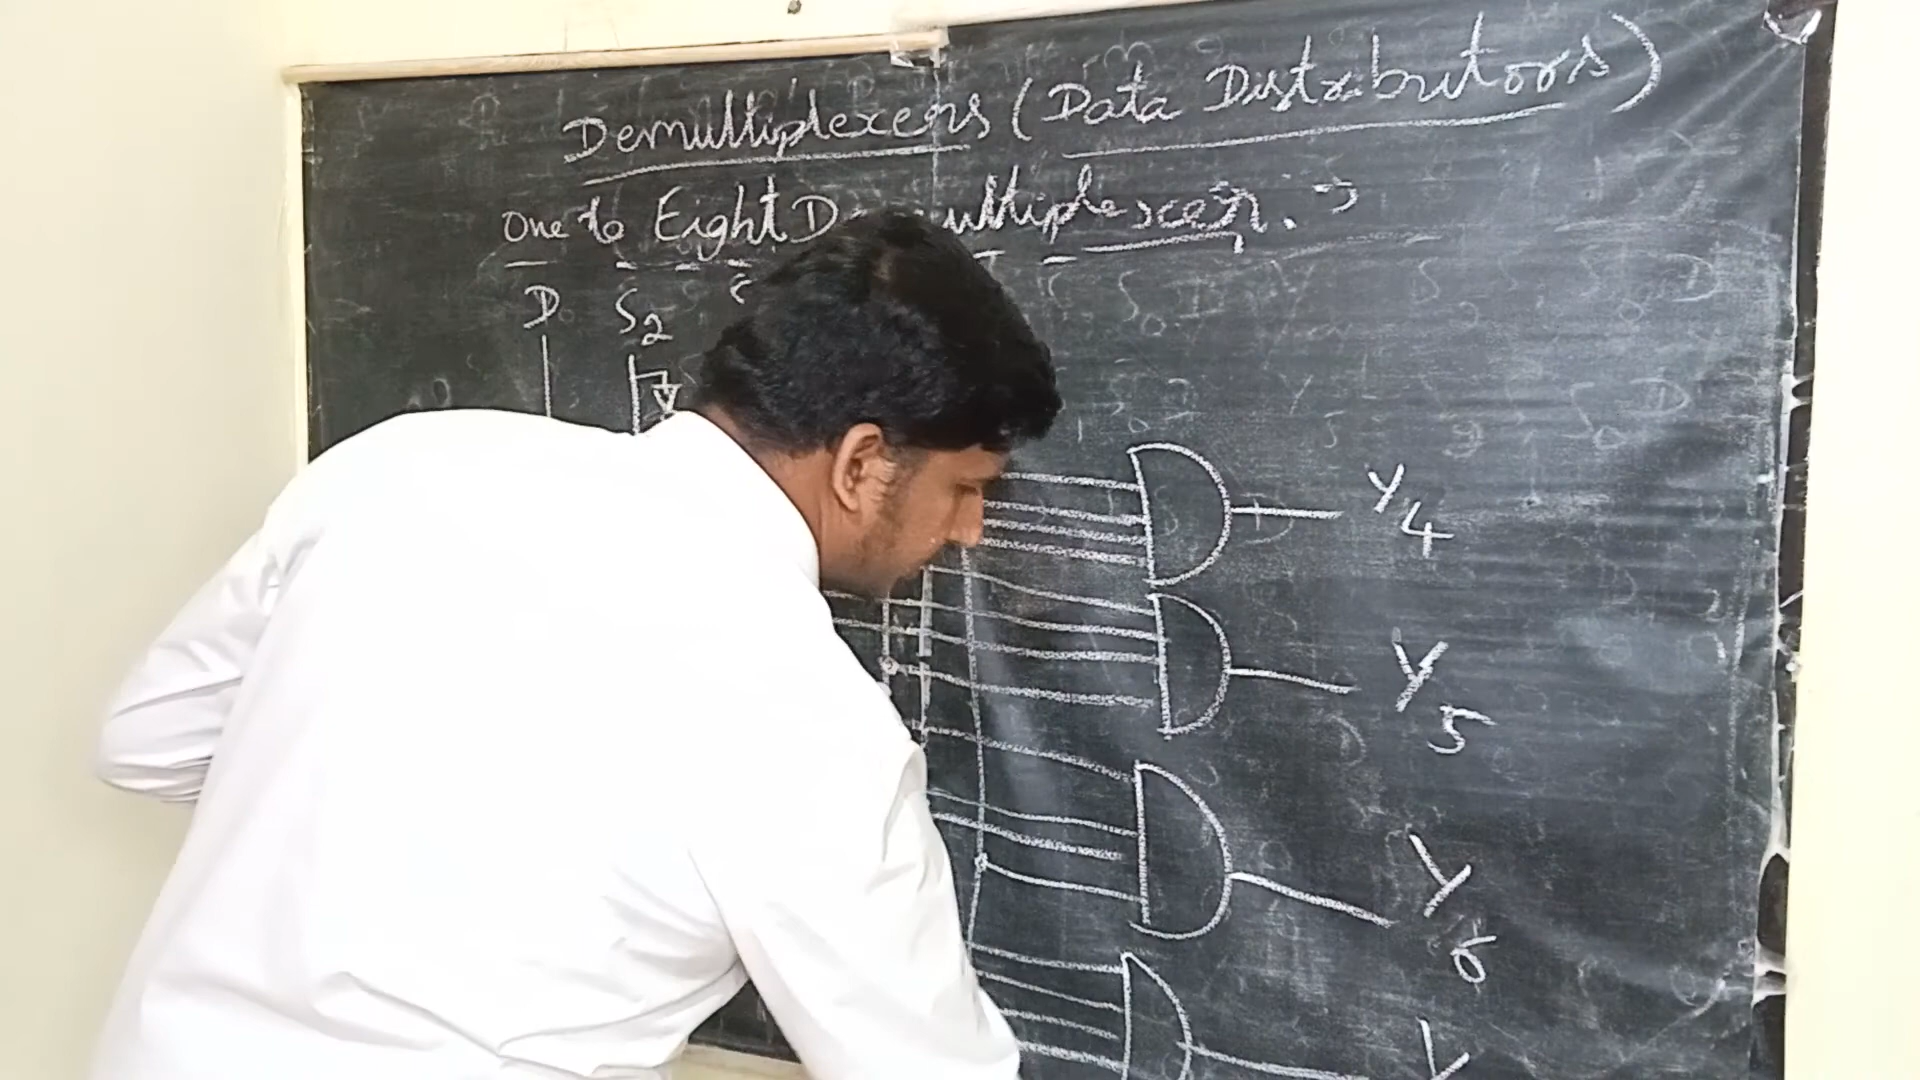 Demultiplexers (Data Distributors)
One to Eight Demultiplexer. :-
D S2
Y4
Y5
Y6
Y